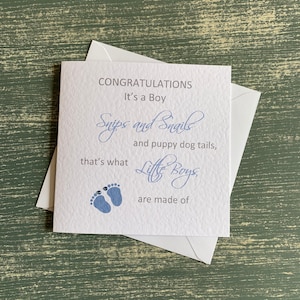 CONGRATULATIONS
It's a Boy
Snips and Snails
and puppy dog tails,
that's what Little Boys
are made of